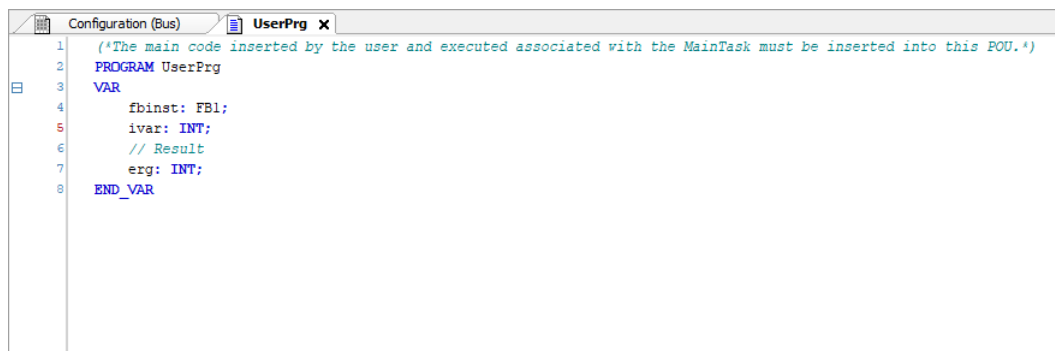 Configuration (Bus) UserPrg X
1 (*The main code inserted by the user and executed associated with the MainTask must be inserted into this POU.*)
2 PROGRAM UserPrg
3 VAR
4 fbinst: FB1;
5 ivar: INT;
6 // Result
7 erg: INT;
8 END_VAR